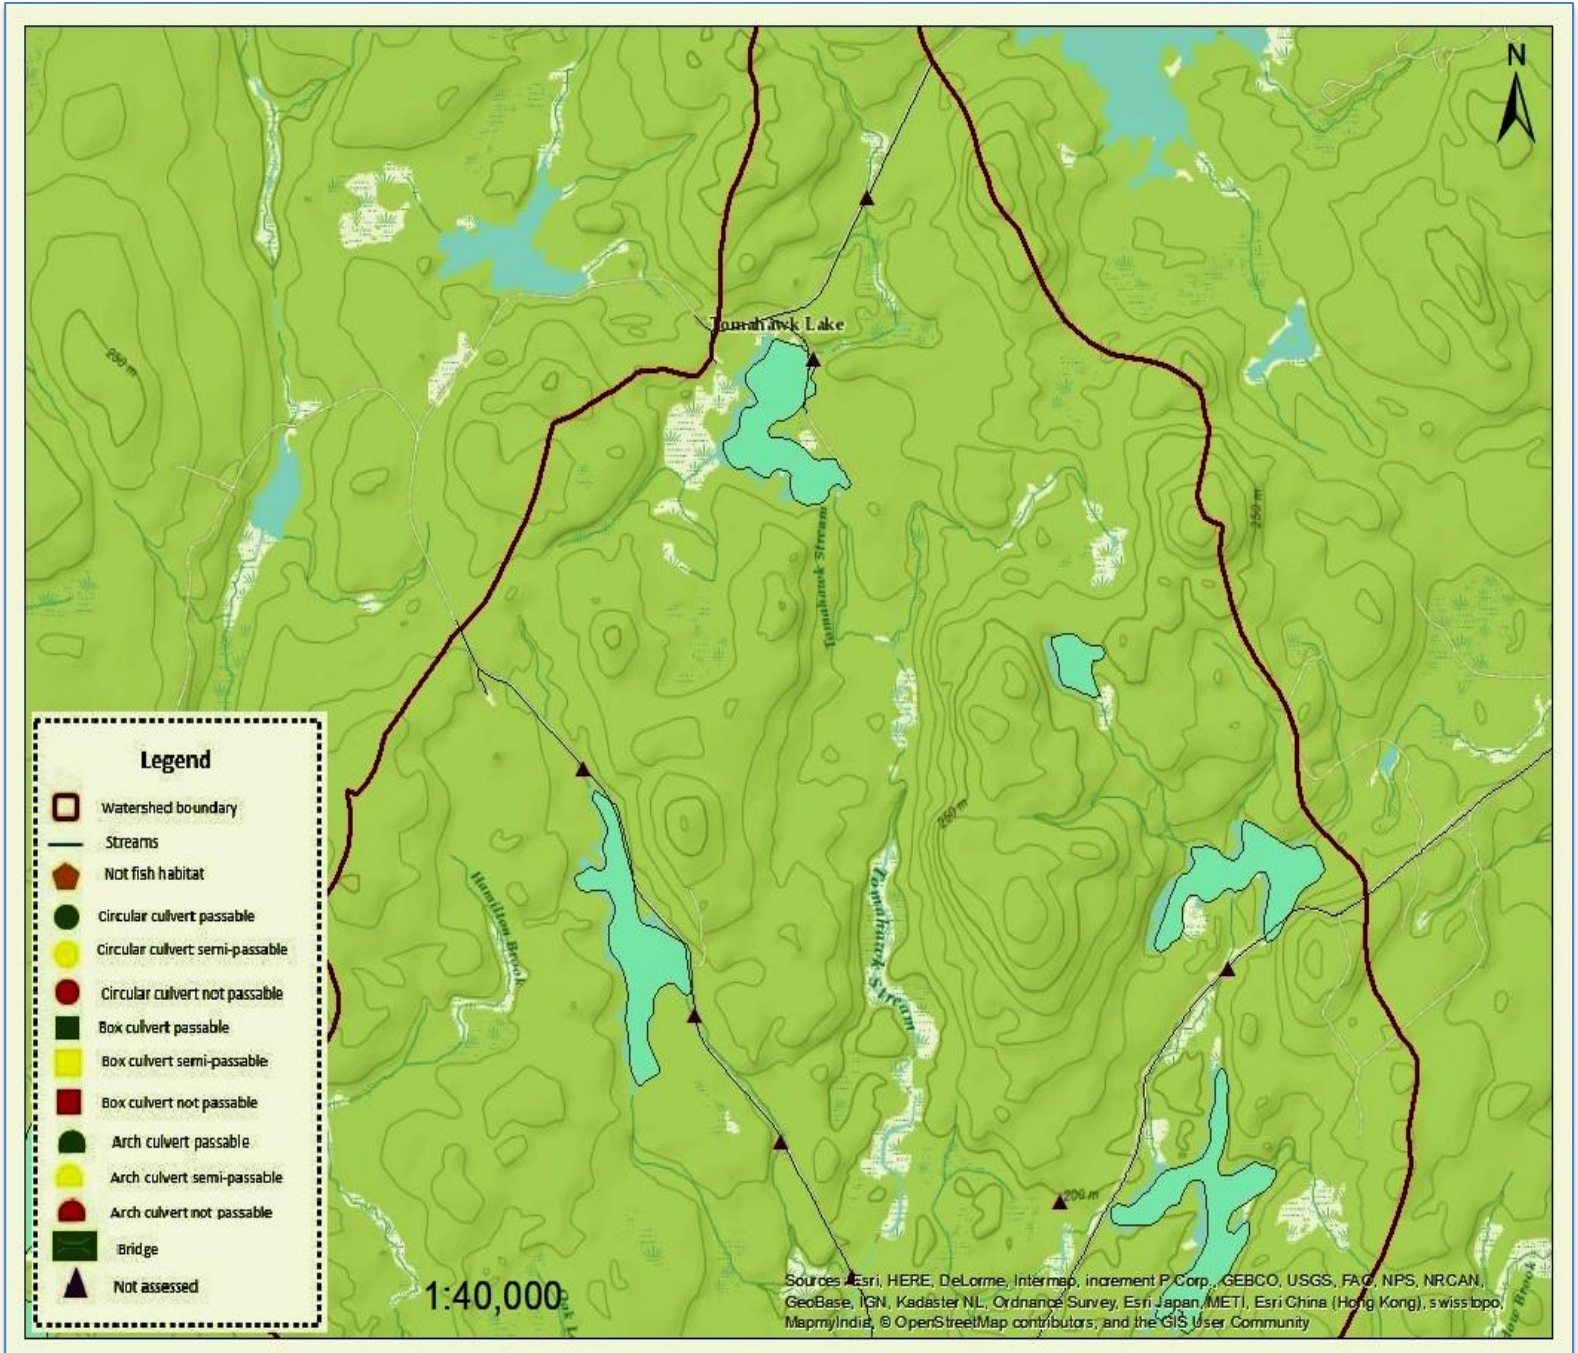 N
Tomahawk Lake
250 m
250 m
Tomahawk Stream
250 m
Tomahawk Stream
Hamilton Brook
200 m
Legend
Watershed boundary
Streams
Not fish habitat
Circular culvert passable
Circular culvert semi-passable
Circular culvert not passable
Box culvert passable
Box culvert semi-passable
Box culvert not passable
Arch culvert passable
Arch culvert semi-passable
Arch culvert not passable
Bridge
Not assessed
1:40,000
Sources: Esri, HERE, DeLorme, Intermap, increment P Corp., GEBCO, USGS, FAO, NPS, NRCAN,
GeoBase, IGN, Kadaster NL, Ordnance Survey, Esri Japan, METI, Esri China (Hong Kong), swisstopo,
MapmyIndia, © OpenStreetMap contributors, and the GIS User Community
Brook